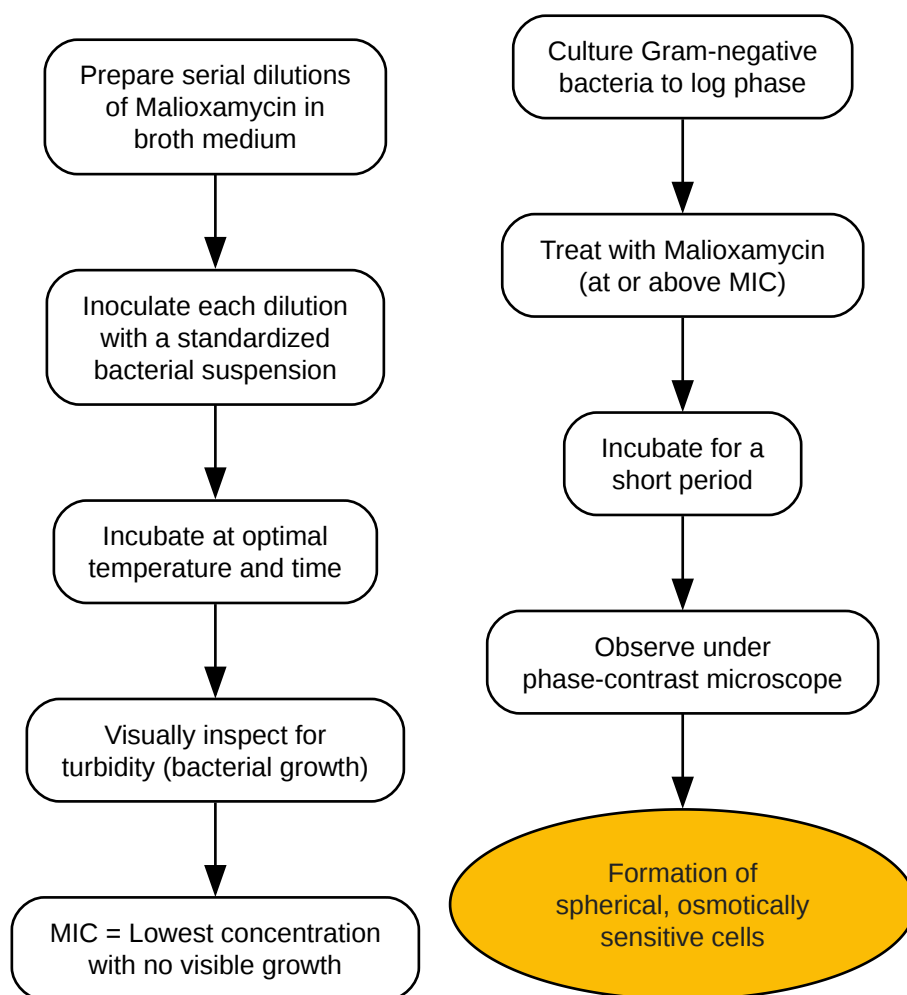 Prepare serial dilutions
of Malioxamycin in
broth medium
Inoculate each dilution
with a standardized
bacterial suspension
Incubate at optimal
temperature and time
Visually inspect for
turbidity (bacterial growth)
MIC = Lowest concentration
with no visible growth
Culture Gram-negative
bacteria to log phase
Treat with Malioxamycin
(at or above MIC)
Incubate for a
short period
Observe under
phase-contrast microscope
Formation of
spherical, osmotically
sensitive cells